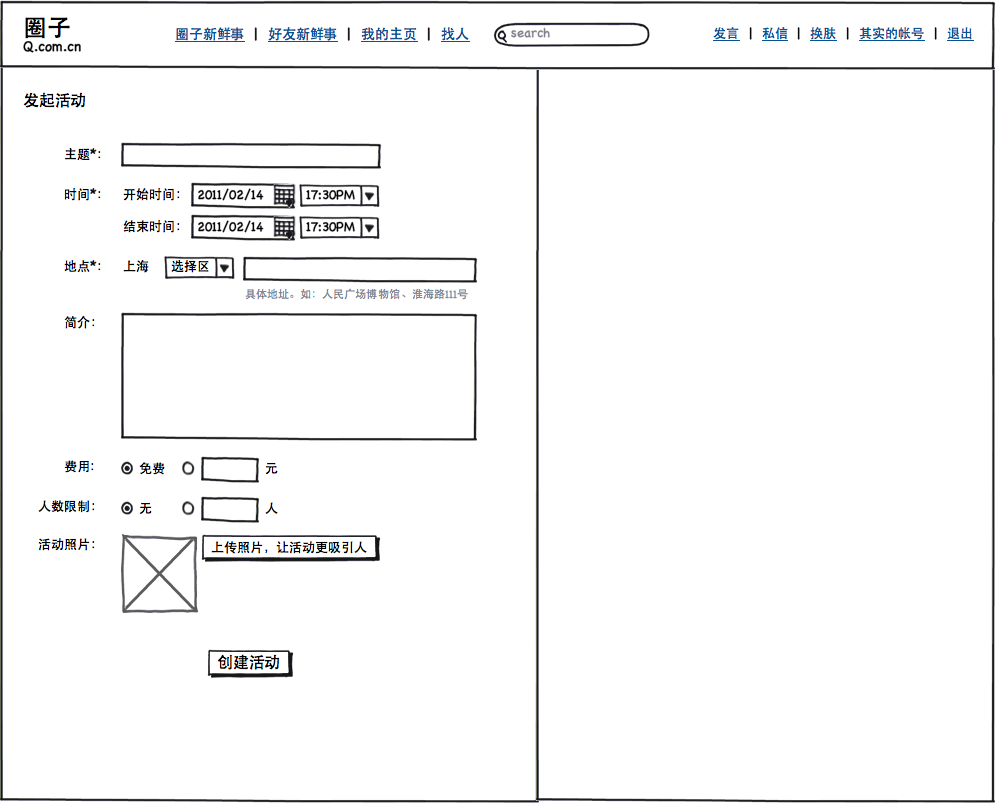 圈子
Q.com.cn
圈子新鲜事 | 好友新鲜事 | 我的主页 | 找人
search
发言 | 私信 | 换肤 | 其实的帐号 | 退出
发起活动
主题*:
时间*: 开始时间: 2011/02/14 17:30PM
结束时间: 2011/02/14 17:30PM
地点*: 上海 选择区
具体地址。如：人民广场博物馆、淮海路111号
简介:
费用: 免费 元
人数限制: 无 人
活动照片: 上传照片，让活动更吸引人
创建活动